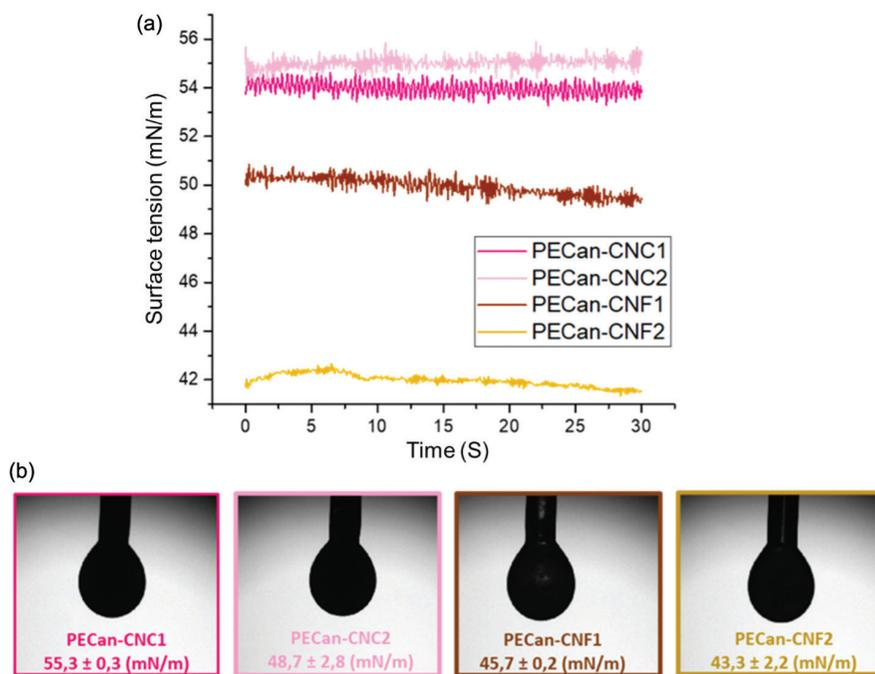 (a)
Surface tension (mN/m)
56
54
52
50
48
46
44
42
PECan-CNC1
PECan-CNC2
PECan-CNF1
PECan-CNF2
0 5 10 15 20 25 30
Time (S)
(b)
PECan-CNC1
55,3 ± 0,3 (mN/m)
PECan-CNC2
48,7 ± 2,8 (mN/m)
PECan-CNF1
45,7 ± 0,2 (mN/m)
PECan-CNF2
43,3 ± 2,2 (mN/m)